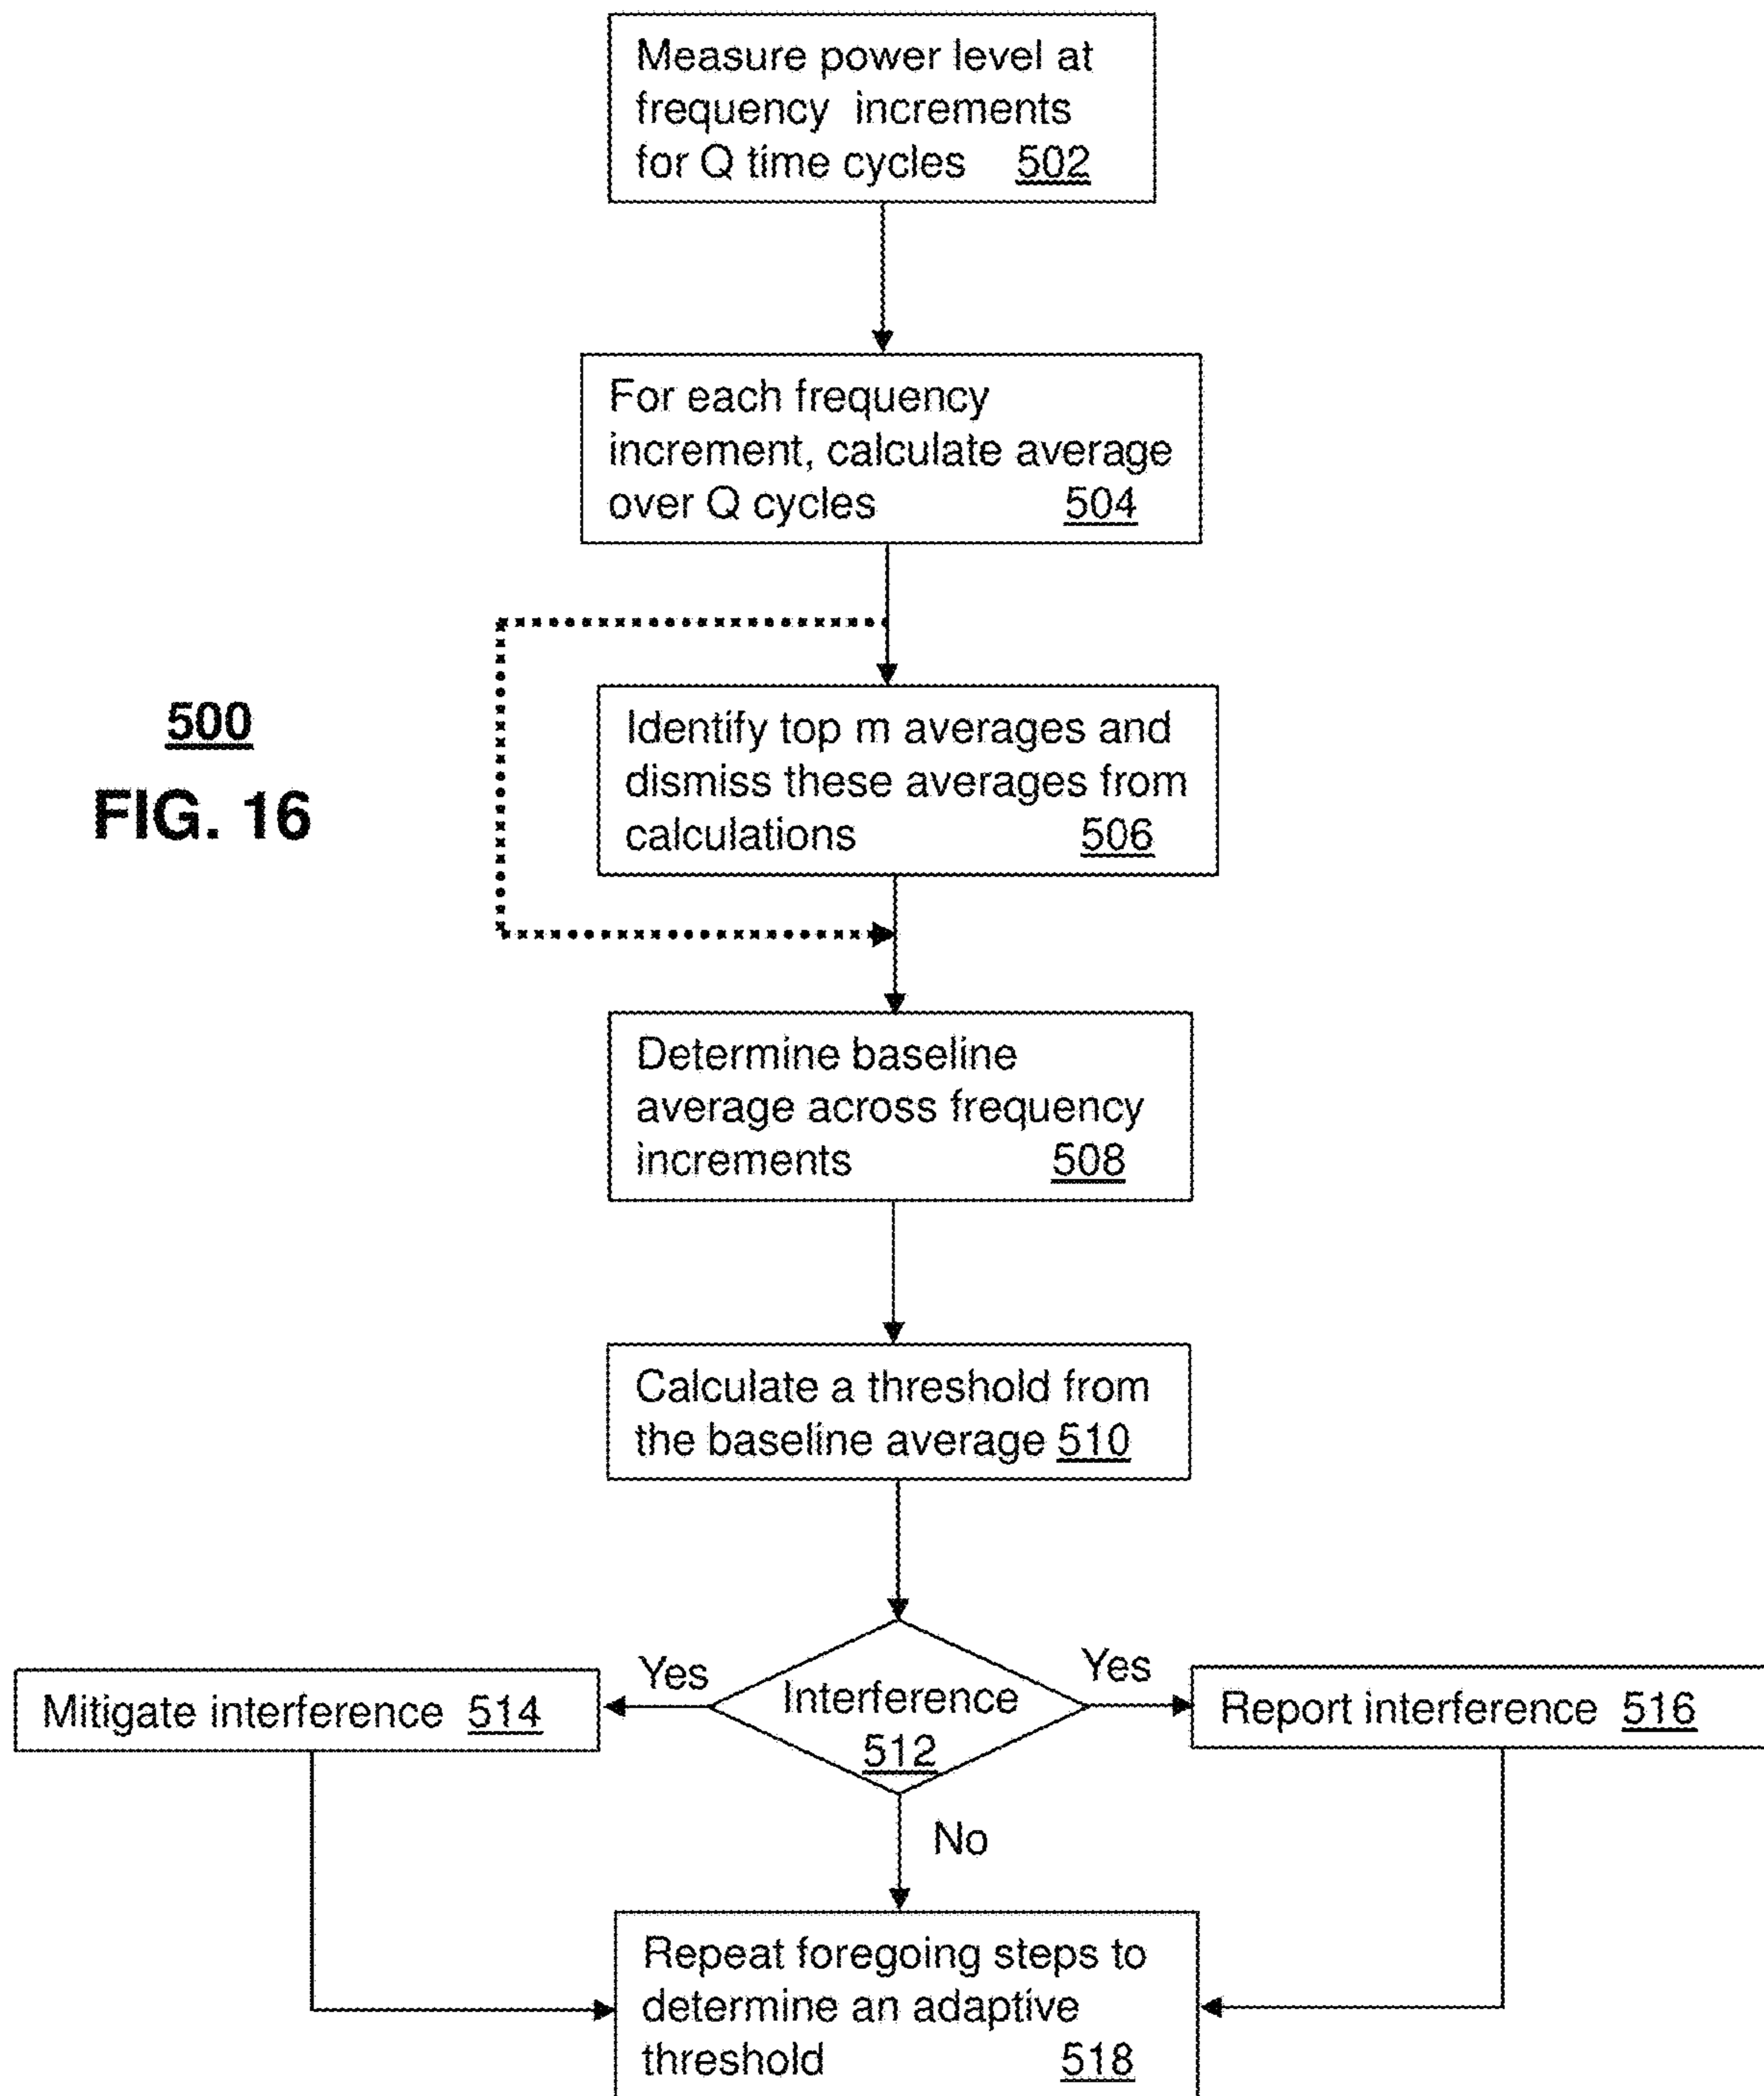 Measure power level at
frequency increments
for Q time cycles 502
For each frequency
increment, calculate average
over Q cycles 504
500
FIG. 16
Identify top m averages and
dismiss these averages from
calculations 506
Determine baseline
average across frequency
increments 508
Calculate a threshold from
the baseline average 510
Yes
Yes
Mitigate interference 514
Interference
512
Report interference 516
No
Repeat foregoing steps to
determine an adaptive
threshold 518